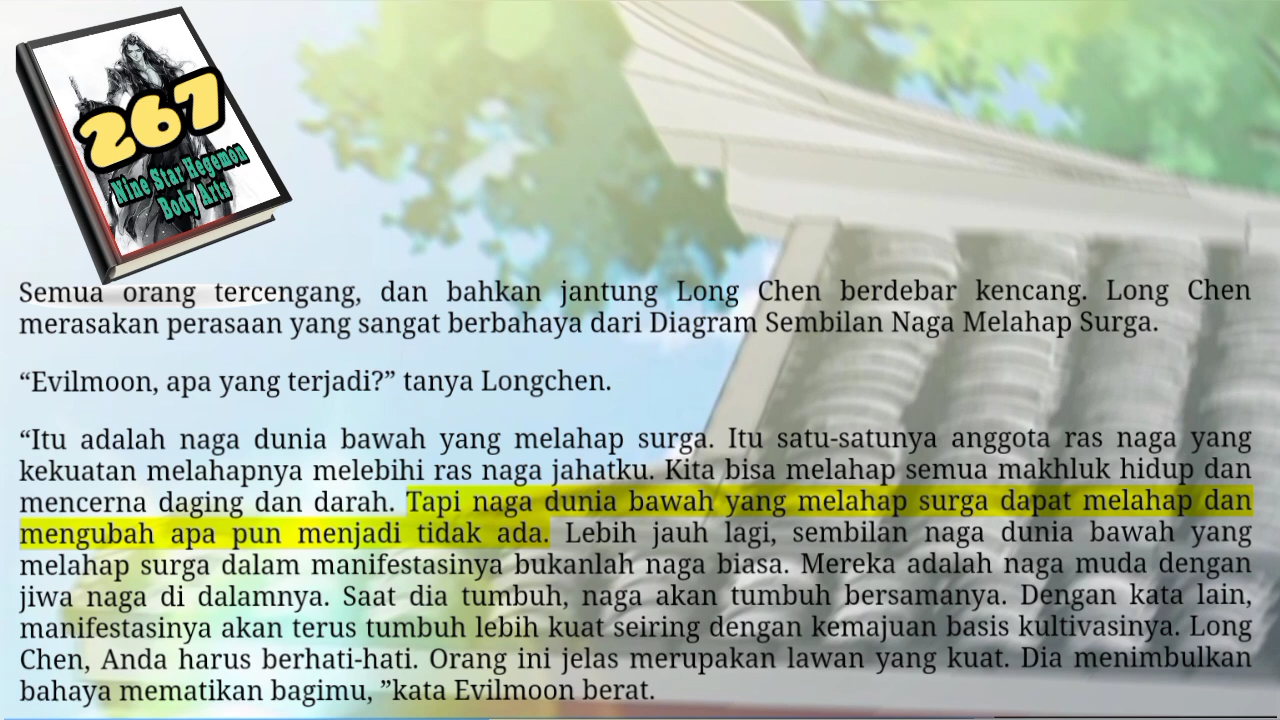 267
Nine Star Hegemon
Body Arts
Semua orang tercengang, dan bahkan jantung Long Chen berdebar kencang. Long Chen
merasakan perasaan yang sangat berbahaya dari Diagram Sembilan Naga Melahap Surga.
“Evilmoon, apa yang terjadi?” tanya Longchen.
“Itu adalah naga dunia bawah yang melahap surga. Itu satu-satunya anggota ras naga yang
kekuatan melahapnya melebihi ras naga jahatku. Kita bisa melahap semua makhluk hidup dan
mencerna daging dan darah. Tapi naga dunia bawah yang melahap surga dapat melahap dan
mengubah apa pun menjadi tidak ada. Lebih jauh lagi, sembilan naga dunia bawah yang
melahap surga dalam manifestasinya bukanlah naga biasa. Mereka adalah naga muda dengan
jiwa naga di dalamnya. Saat dia tumbuh, naga akan tumbuh bersamanya. Dengan kata lain,
manifestasinya akan terus tumbuh lebih kuat seiring dengan kemajuan basis kultivasinya. Long
Chen, Anda harus berhati-hati. Orang ini jelas merupakan lawan yang kuat. Dia menimbulkan
bahaya mematikan bagimu, ”kata Evilmoon berat.